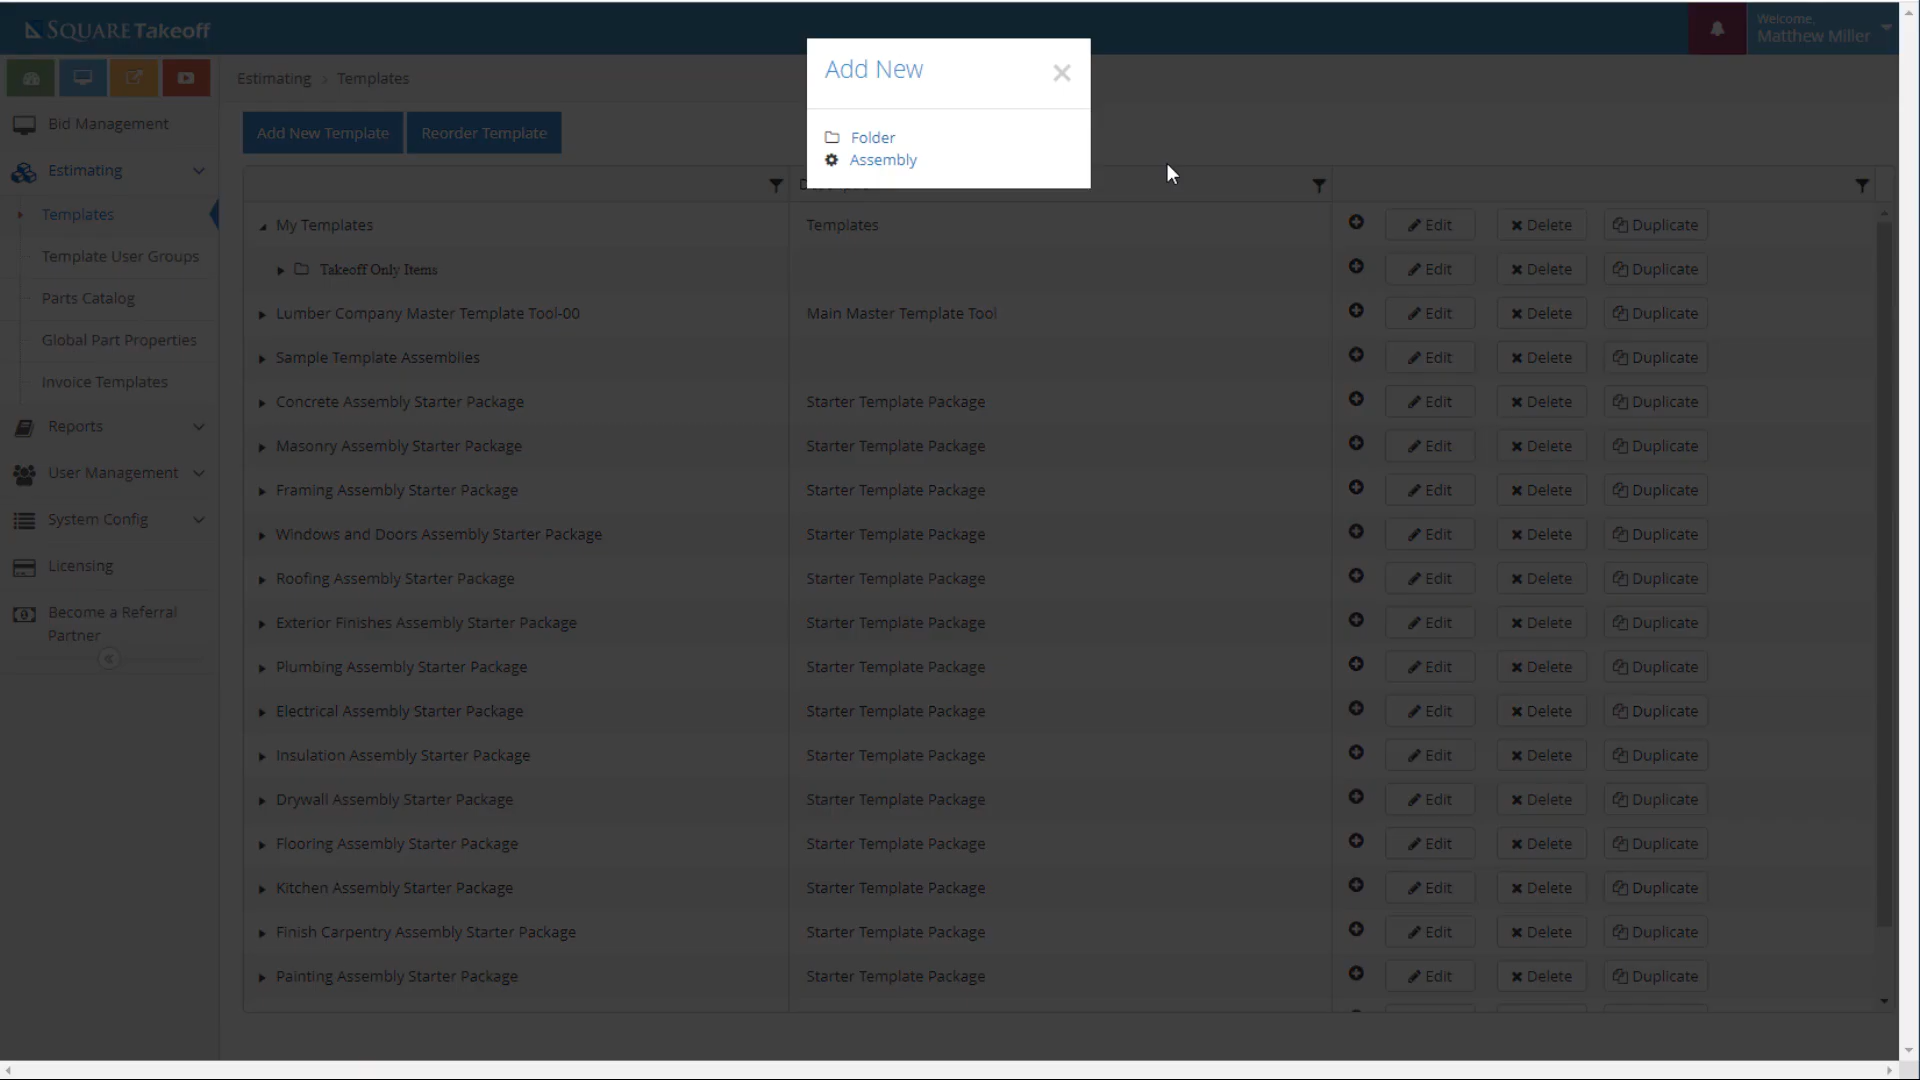 SQUARETakeoff
Welcome,
Matthew Miller
Add New
Folder
Assembly
Estimating
Templates
Add New Template
Reorder Template
Bid Management
Estimating
Templates
Template User Groups
Parts Catalog
Global Part Properties
Invoice Templates
Reports
User Management
System Config
Licensing
Become a Referral
Partner
My Templates Templates Edit Delete Duplicate
Takeoff Only Items Edit Delete Duplicate
Lumber Company Master Template Tool-00 Main Master Template Tool Edit Delete Duplicate
Sample Template Assemblies Edit Delete Duplicate
Concrete Assembly Starter Package Starter Template Package Edit Delete Duplicate
Masonry Assembly Starter Package Starter Template Package Edit Delete Duplicate
Framing Assembly Starter Package Starter Template Package Edit Delete Duplicate
Windows and Doors Assembly Starter Package Starter Template Package Edit Delete Duplicate
Roofing Assembly Starter Package Starter Template Package Edit Delete Duplicate
Exterior Finishes Assembly Starter Package Starter Template Package Edit Delete Duplicate
Plumbing Assembly Starter Package Starter Template Package Edit Delete Duplicate
Electrical Assembly Starter Package Starter Template Package Edit Delete Duplicate
Insulation Assembly Starter Package Starter Template Package Edit Delete Duplicate
Drywall Assembly Starter Package Starter Template Package Edit Delete Duplicate
Flooring Assembly Starter Package Starter Template Package Edit Delete Duplicate
Kitchen Assembly Starter Package Starter Template Package Edit Delete Duplicate
Finish Carpentry Assembly Starter Package Starter Template Package Edit Delete Duplicate
Painting Assembly Starter Package Starter Template Package Edit Delete Duplicate